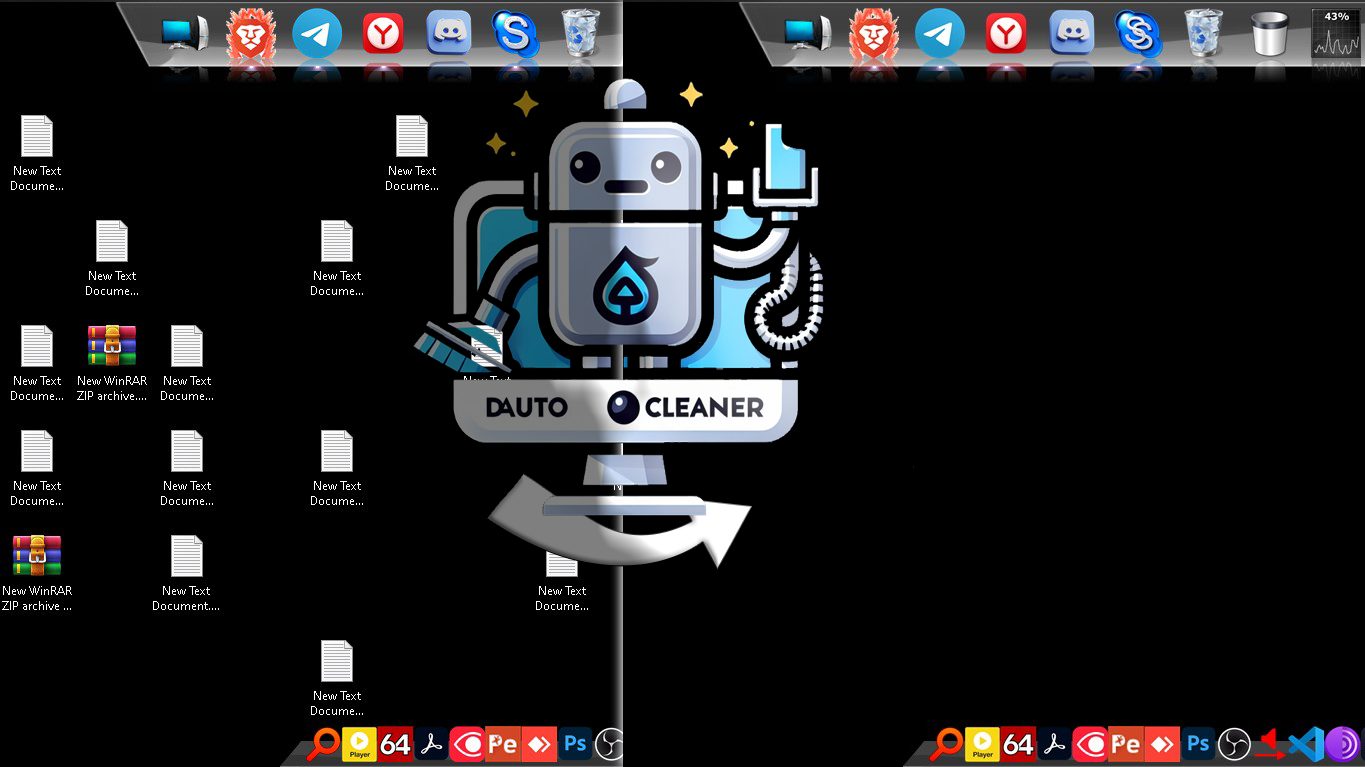 S
S
43%
New Text
Docume...
New Text
Docume...
New Text
Docume...
New Text
Docume...
New Text
Docume...
New WinRAR
ZIP archive....
New Text
Docume...
New Text
DAUTO CLEANER
New Text
Docume...
New Text
Docume...
New Text
Docume...
N
New WinRAR
ZIP archive ...
New Text
Document....
New Text
Docume...
New Text
Docume...
Player
64
Pe
Ps
Player
64
Pe
Ps